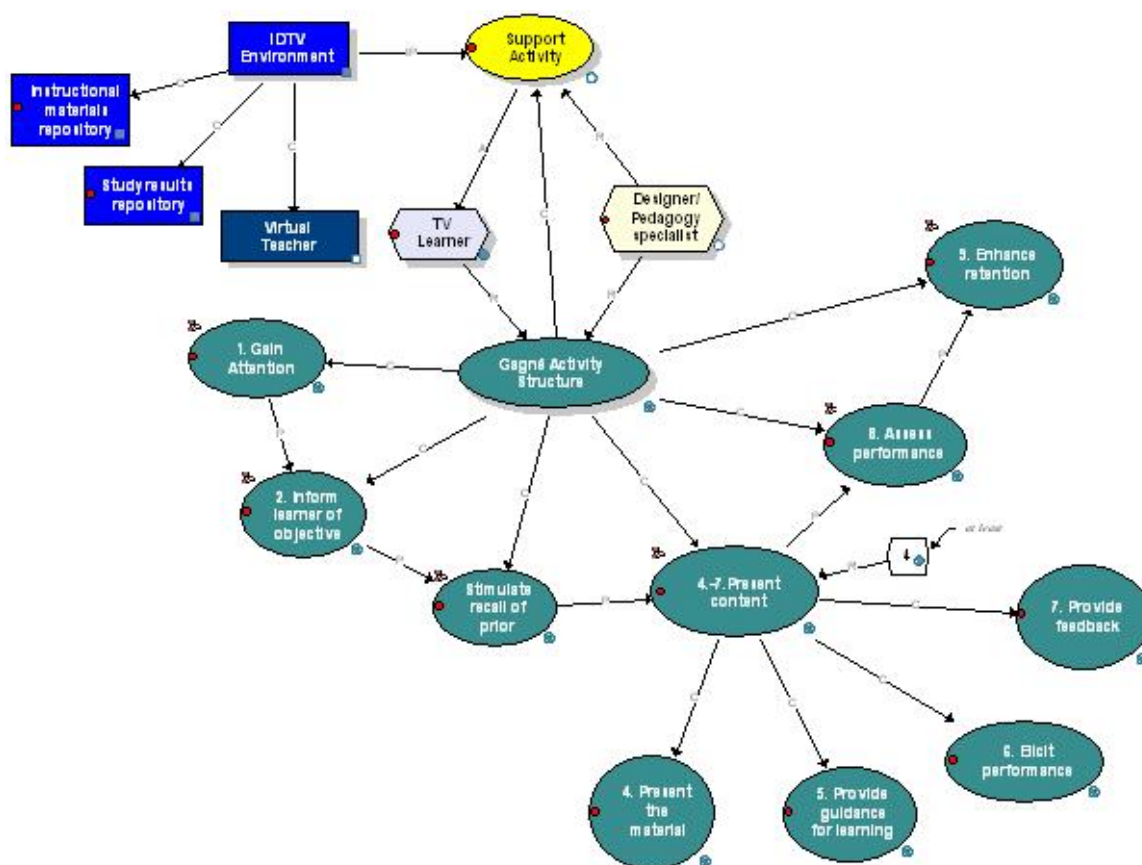 IDTV
Environment
Support
Activity
Instructional
materials
repository
Study results
repository
Virtual
Teacher
TV
Learner
Designer/
Pedagogy
specialist
9. Enhance
retention
1. Gain
Attention
Gagné Activity
Structure
8. Assess
performance
2. Inform
learner of
objective
at least
Stimulate
recall of
prior
4.-7. Present
content
7. Provide
feedback
6. Elicit
performance
4. Present
the
material
5. Provide
guidance
for learning
IP
C
C
C
A
C
R
R
R
C
C
C
C
C
C
P
P
P
P
P
R
C
C
C
C